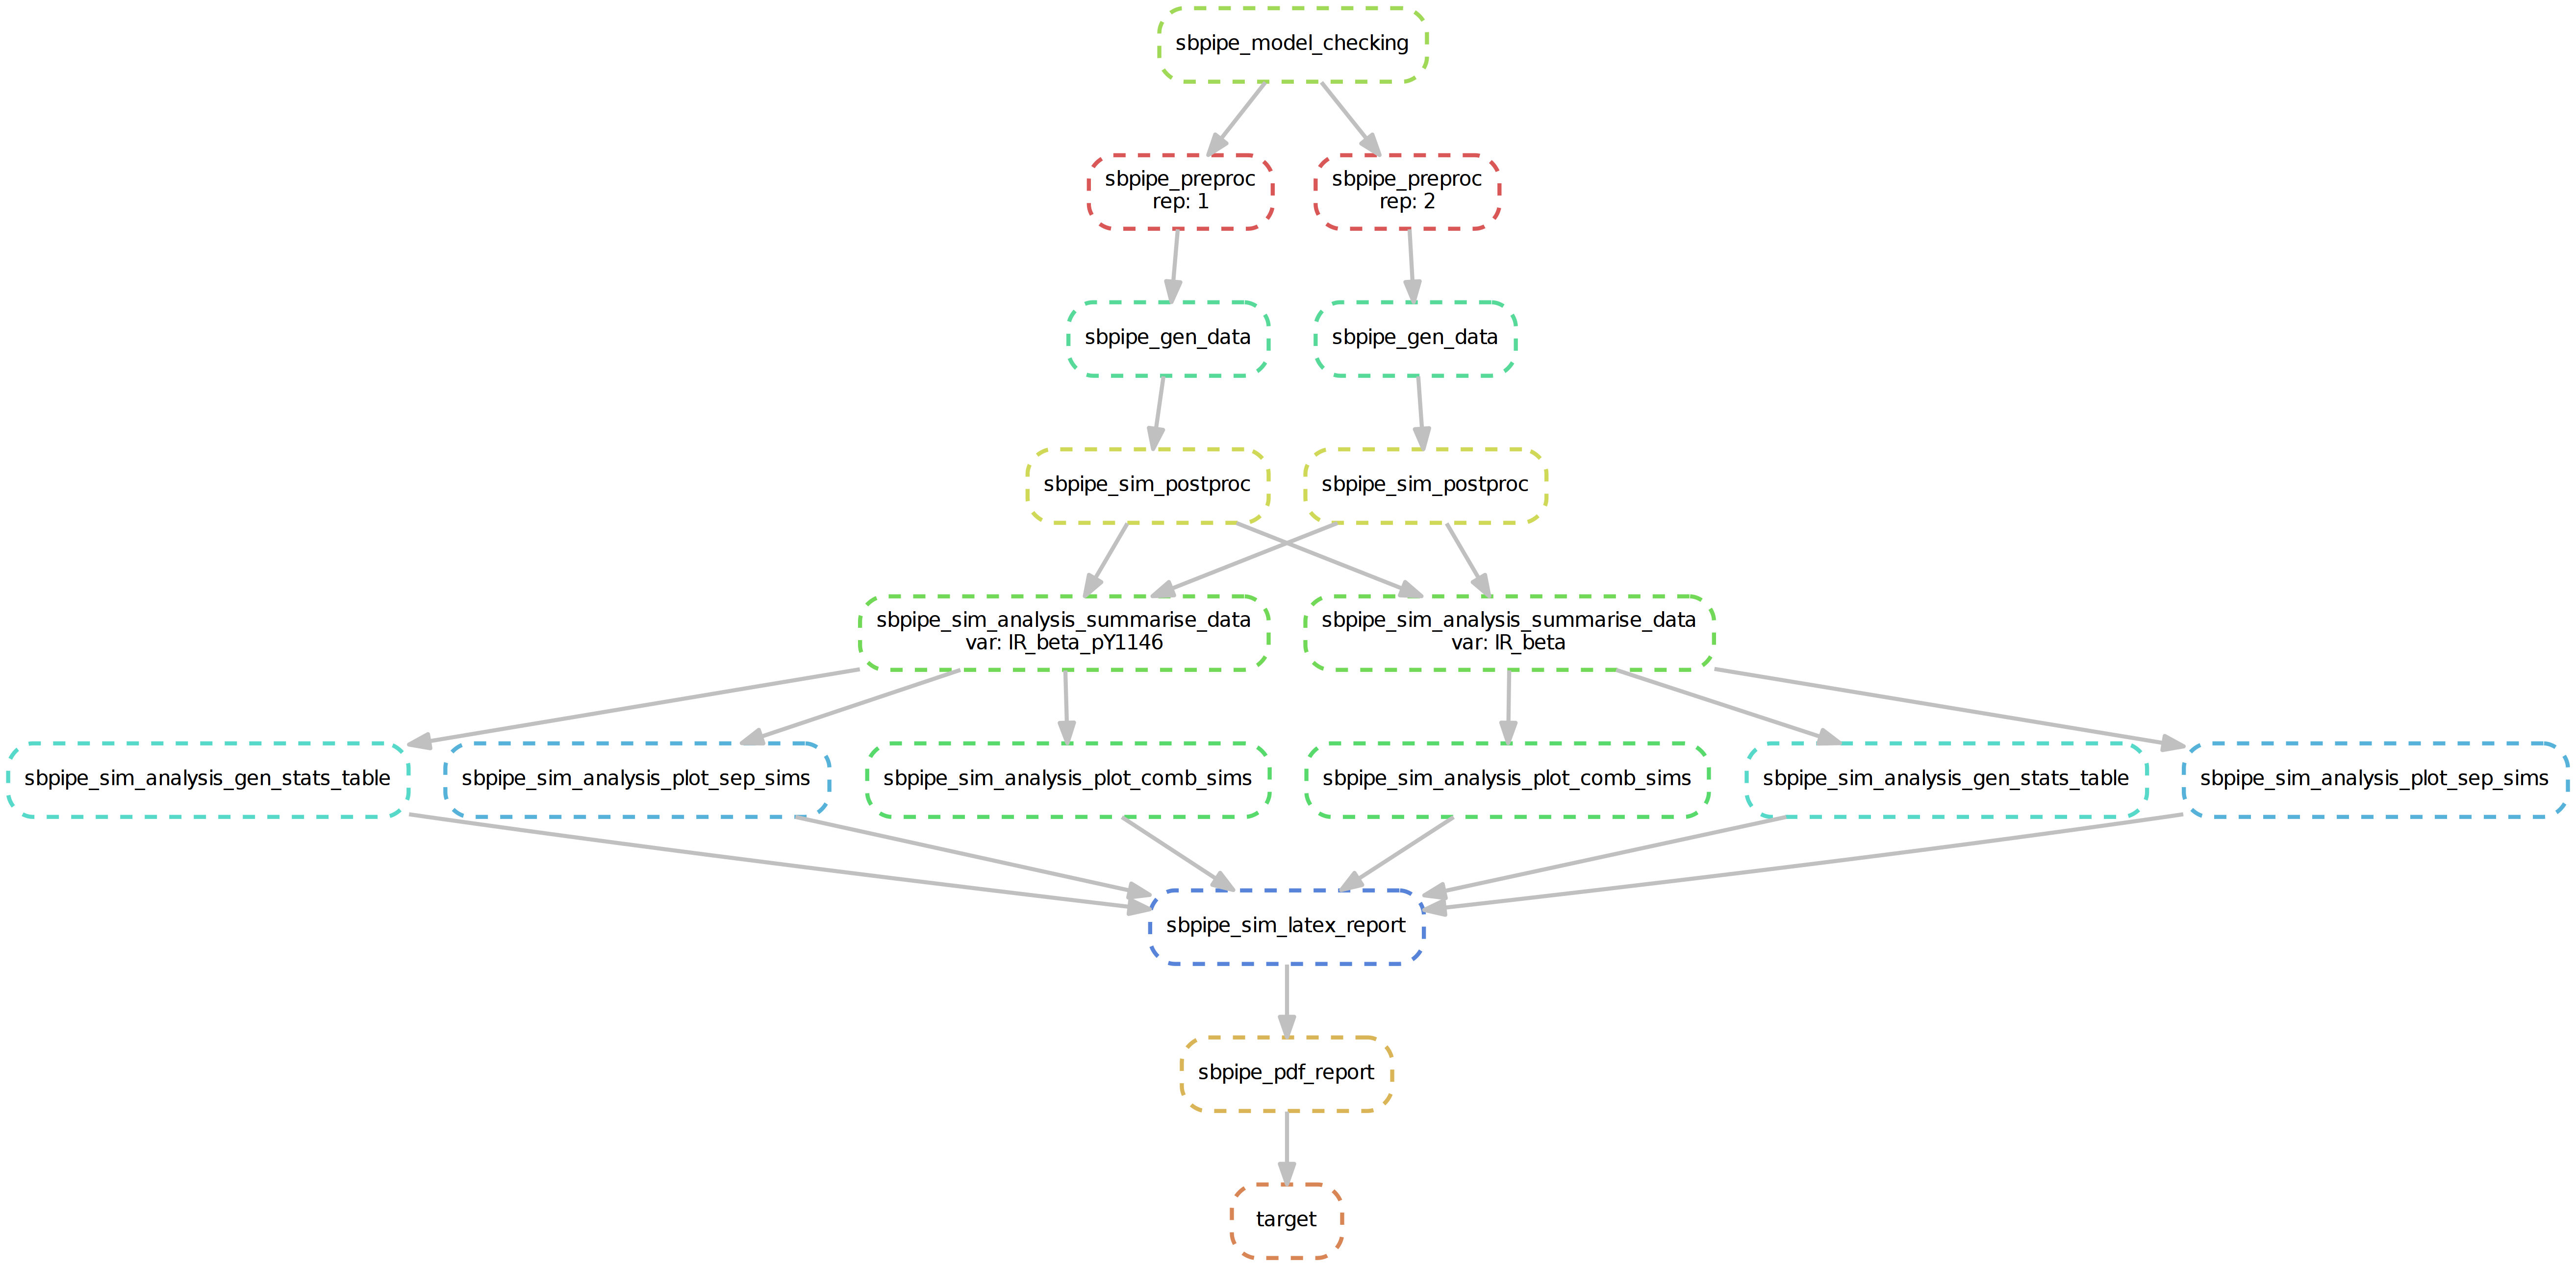 sbpipe_model_checking
sbpipe_preproc
rep: 1
sbpipe_preproc
rep: 2
sbpipe_gen_data
sbpipe_gen_data
sbpipe_sim_postproc
sbpipe_sim_postproc
sbpipe_sim_analysis_summarise_data
var: IR_beta_pY1146
sbpipe_sim_analysis_summarise_data
var: IR_beta
sbpipe_sim_analysis_gen_stats_table
sbpipe_sim_analysis_plot_sep_sims
sbpipe_sim_analysis_plot_comb_sims
sbpipe_sim_analysis_plot_comb_sims
sbpipe_sim_analysis_gen_stats_table
sbpipe_sim_analysis_plot_sep_sims
sbpipe_sim_latex_report
sbpipe_pdf_report
target